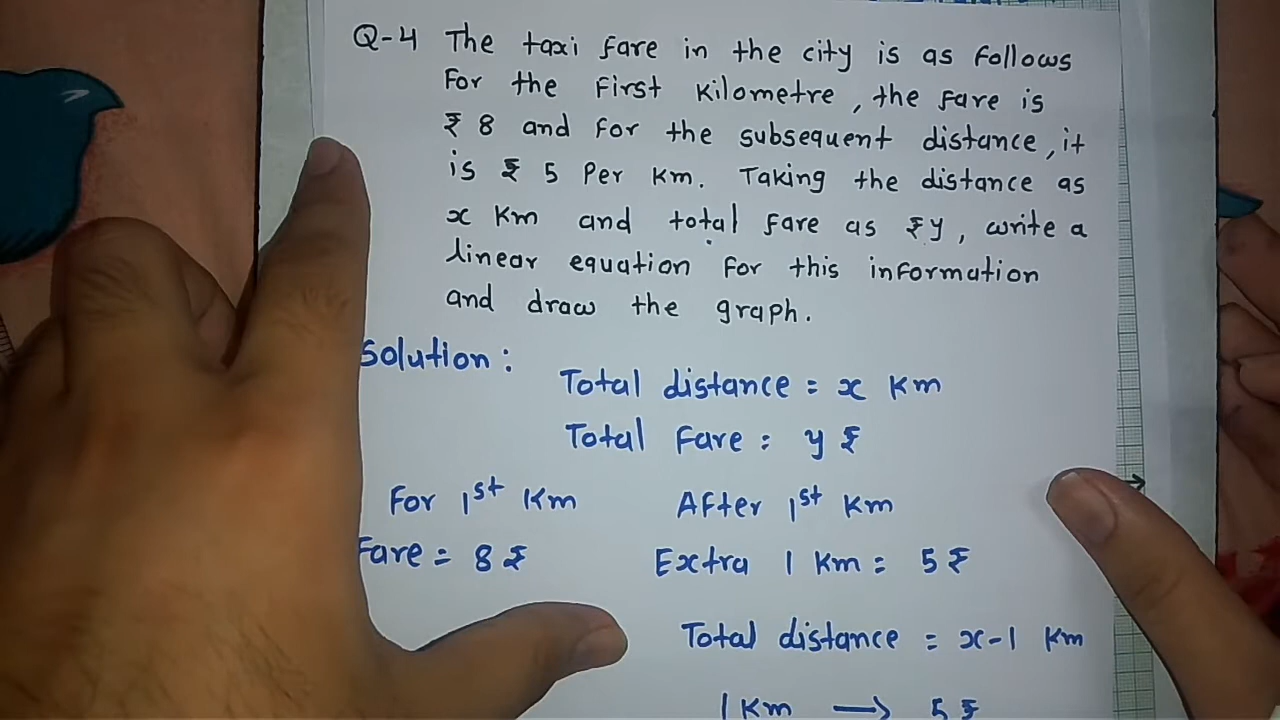 Q-4 The taxi fare in the city is as follows
For the first Kilometre, the fare is
₹ 8 and for the subsequent distance, it
is ₹ 5 Per Km. Taking the distance as
x Km and total fare as ₹y, write a
linear equation for this information
and draw the graph.
Solution:
Total distance = x Km
Total Fare = y ₹
For 1st Km After 1st Km
Fare = 8 ₹ Extra 1 Km = 5 ₹
Total distance = x-1 Km
1 Km → 5 ₹